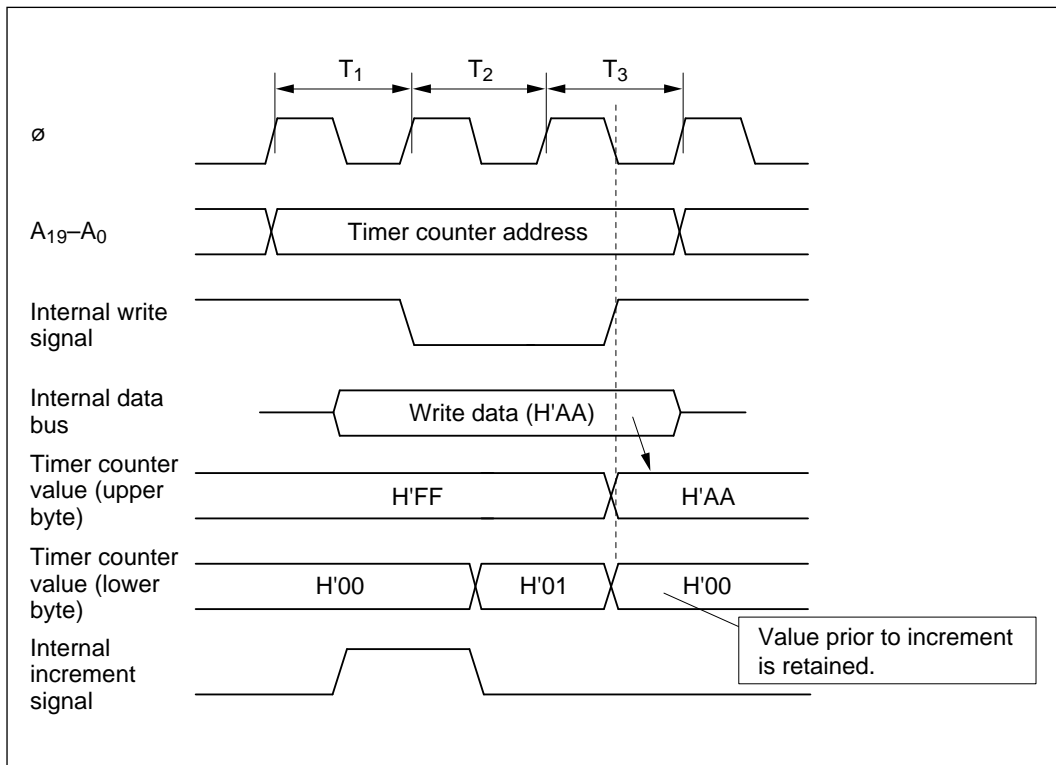 T1 T2 T3
ø
A19–A0
Timer counter address
Internal write
signal
Internal data
bus
Write data (H'AA)
Timer counter
value (upper
byte)
H'FF H'AA
Timer counter
value (lower
byte)
H'00 H'01 H'00
Value prior to increment
is retained.
Internal
increment
signal